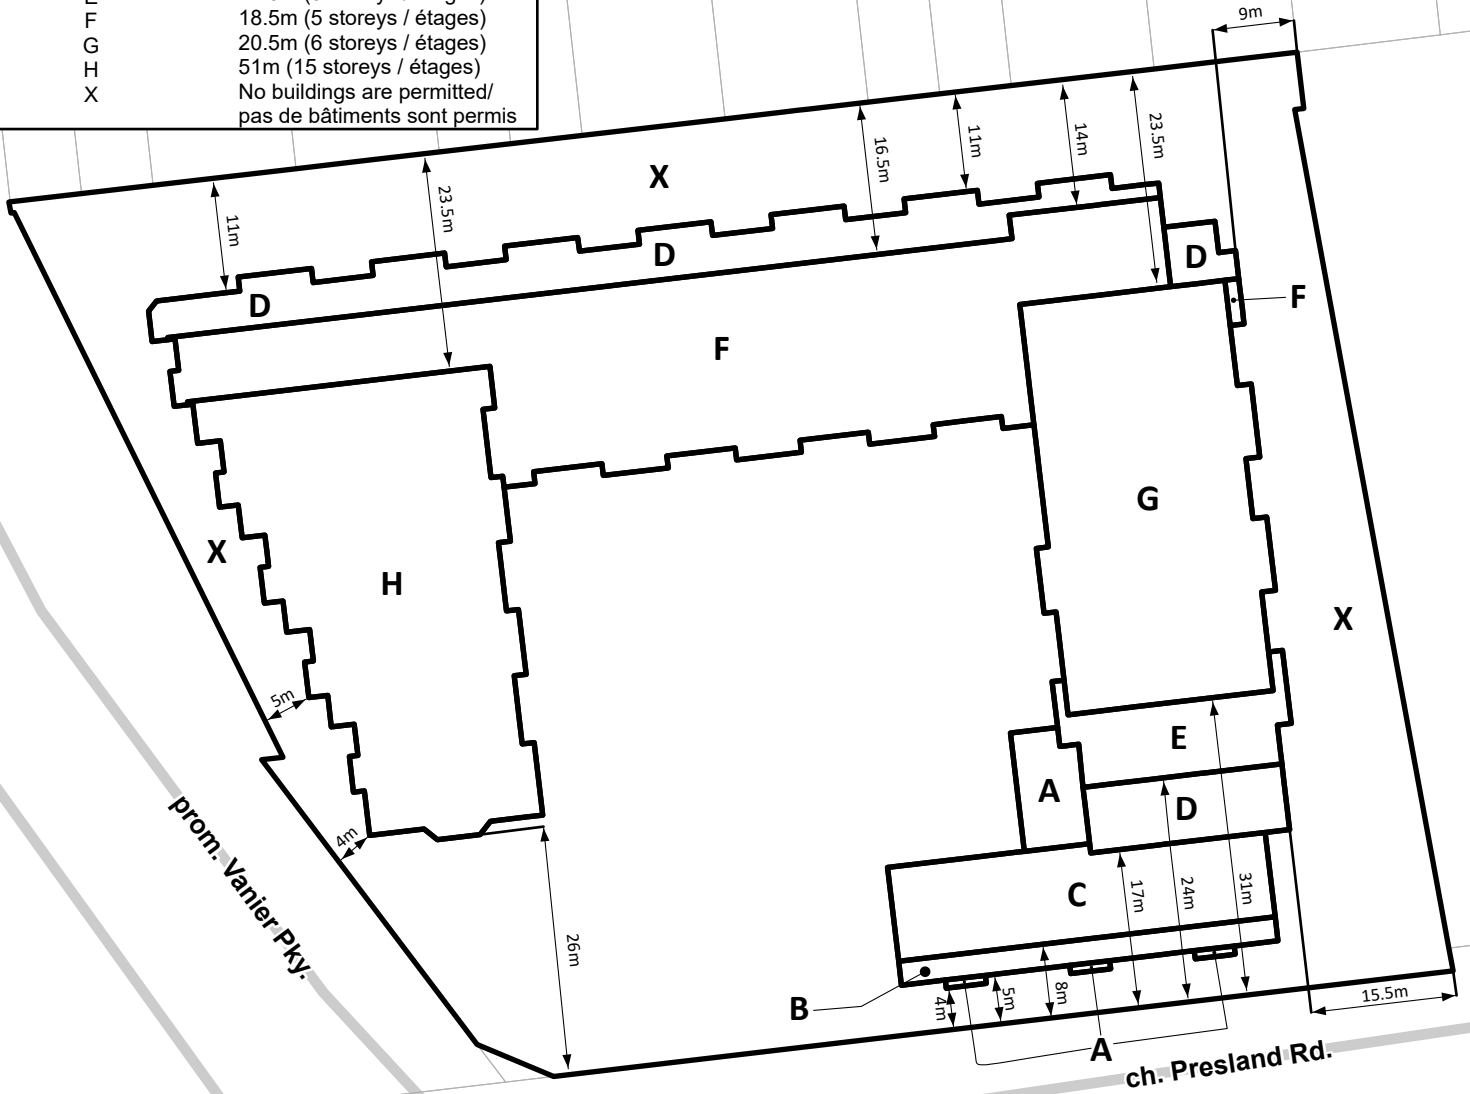 F 18.5m (5 storeys / étages)
G 20.5m (6 storeys / étages)
H 51m (15 storeys / étages)
X No buildings are permitted/
pas de bâtiments sont permis
9m
11m
23.5m
X
16.5m
11m
14m
23.5m
D
D
D
F
F
G
H
X
X
5m
4m
prom. Vanier Pky.
26m
E
A
D
C
17m
24m
31m
B
4m
5m
8m
A
15.5m
ch. Presland Rd.